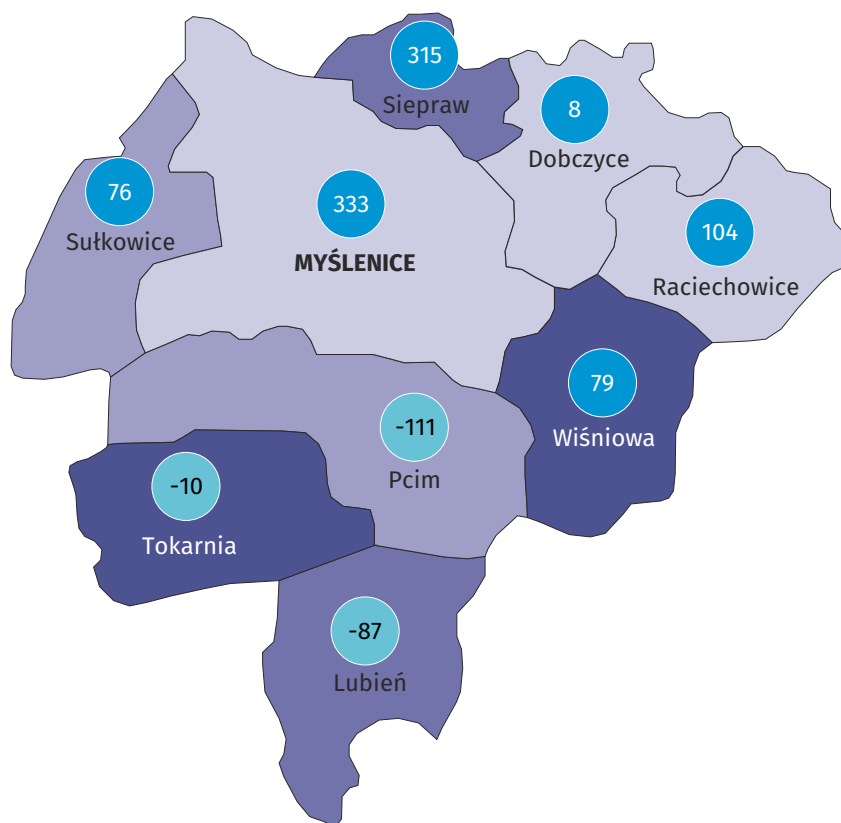 315
Siepraw
8
Dobczyce
76
Sułkowice
333
MYŚLENICE
104
Raciechowice
79
Wiśniowa
-111
Pcim
-10
Tokarnia
-87
Lubień